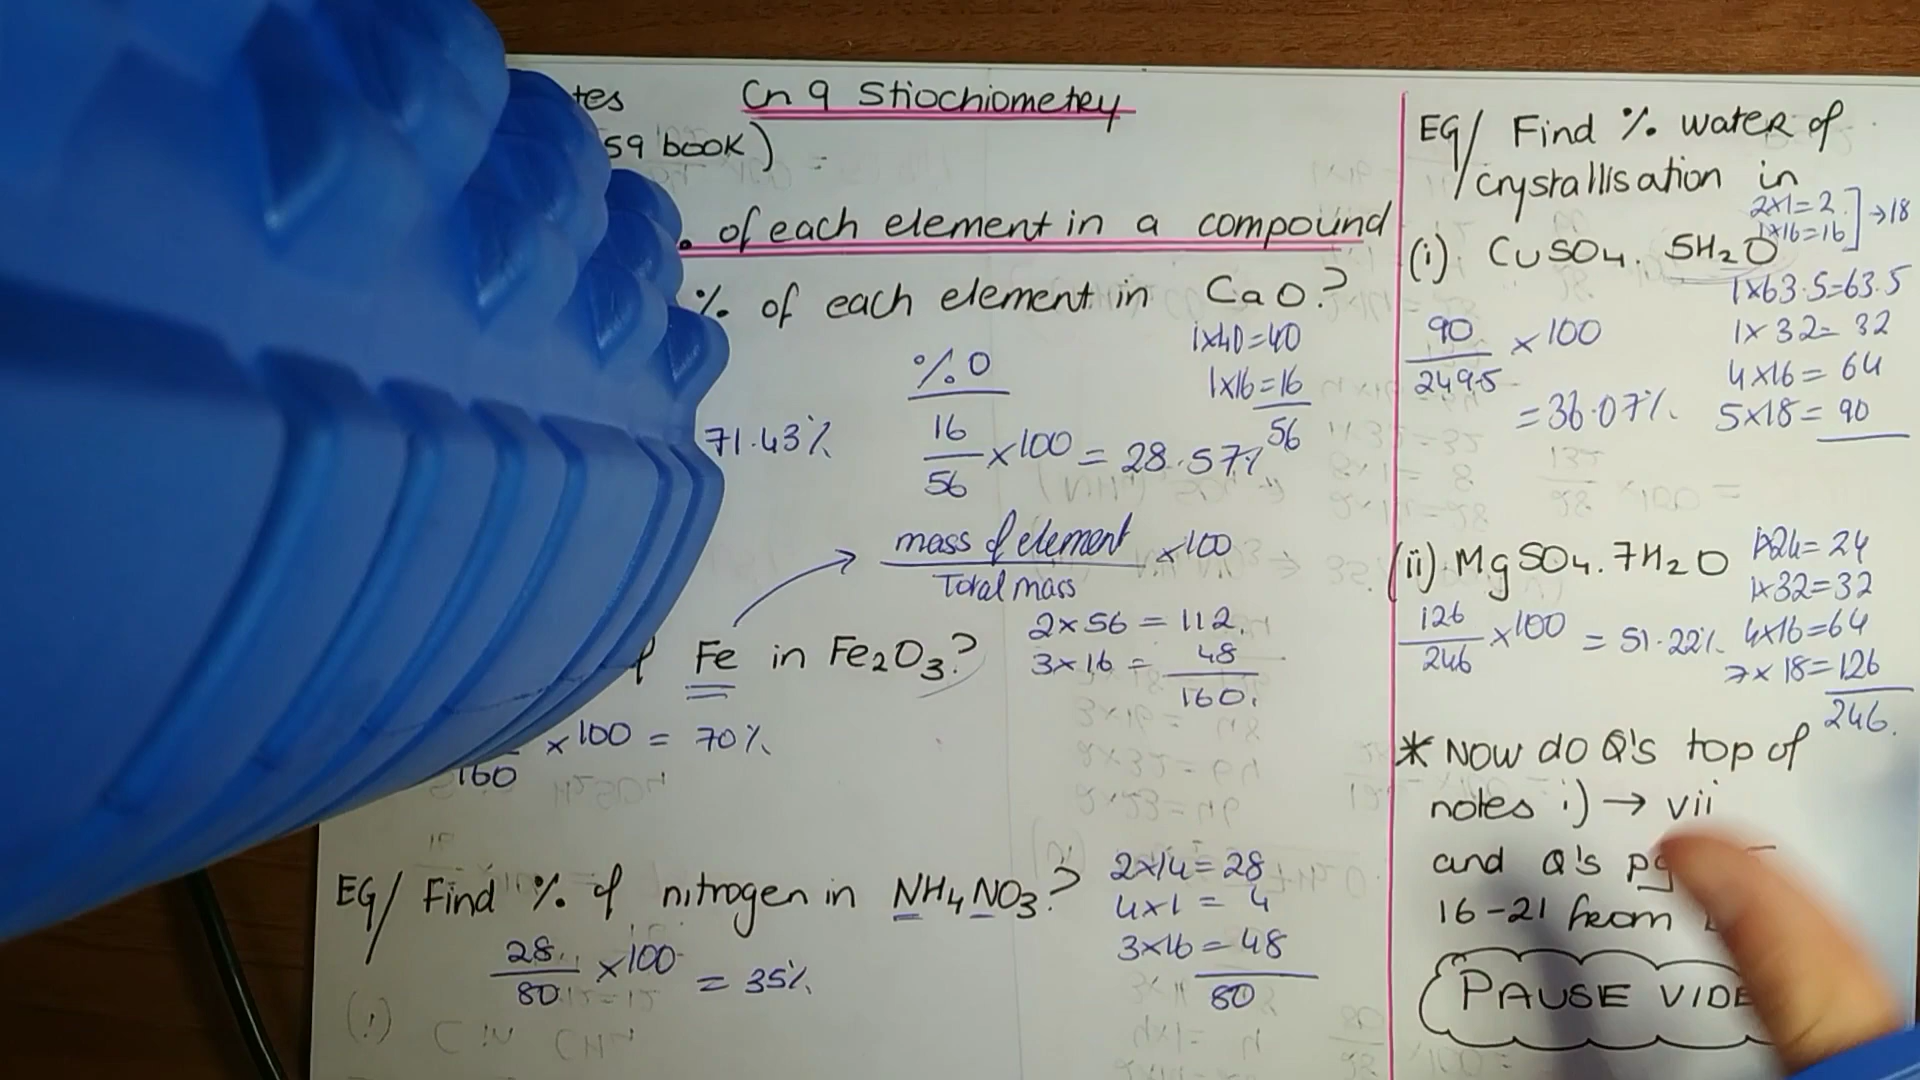 tes Cn 9 Stiochiometry
59 book)
. of each element in a compound
% of each element in CaO?
1x40=40
% O
1x16=16
56
71.43%
16/56 x100 = 28.57%
mass of element / Total mass x100
2x56 = 112
3x16 = 48
160.
Fe in Fe2O3?
160 x100 = 70%
EG/ Find % of nitrogen in NH4NO3?
2x14=28
4x1 = 4
3x16=48
80
28/80 x100 = 35%
EG/ Find % water of
crystallisation in
2x1=2
1x16=16 ] →18
(i) CuSO4. 5H2O
1x63.5=63.5
1x32= 32
4x16= 64
5x18= 90
90/249.5 x100
=36.07%
(ii) MgSO4. 7H2O
1x24=24
1x32=32
4x16=64
7x18=126
246.
126/246 x100 = 51.22%
* Now do Q's top of
notes i) → vii
and Q's pg
16-21 from
PAUSE VIDE